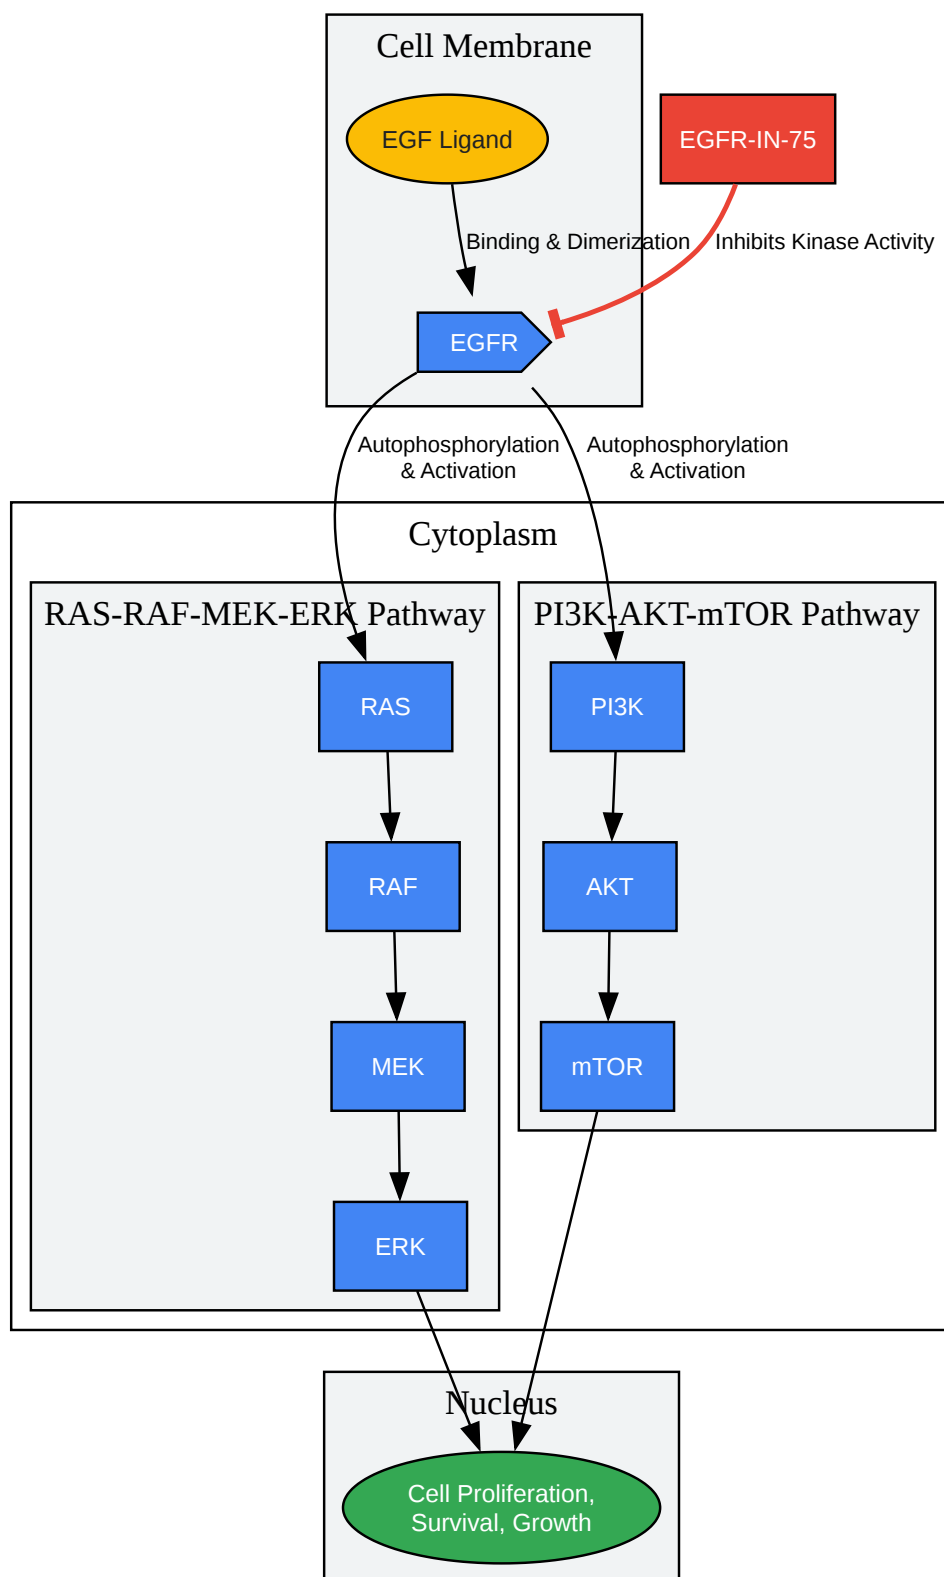 Cell Membrane
EGF Ligand
EGFR-IN-75
Binding & Dimerization
Inhibits Kinase Activity
EGFR
Autophosphorylation
& Activation
Autophosphorylation
& Activation
Cytoplasm
RAS-RAF-MEK-ERK Pathway
PI3K-AKT-mTOR Pathway
RAS
PI3K
RAF
AKT
MEK
mTOR
ERK
Nucleus
Cell Proliferation,
Survival, Growth